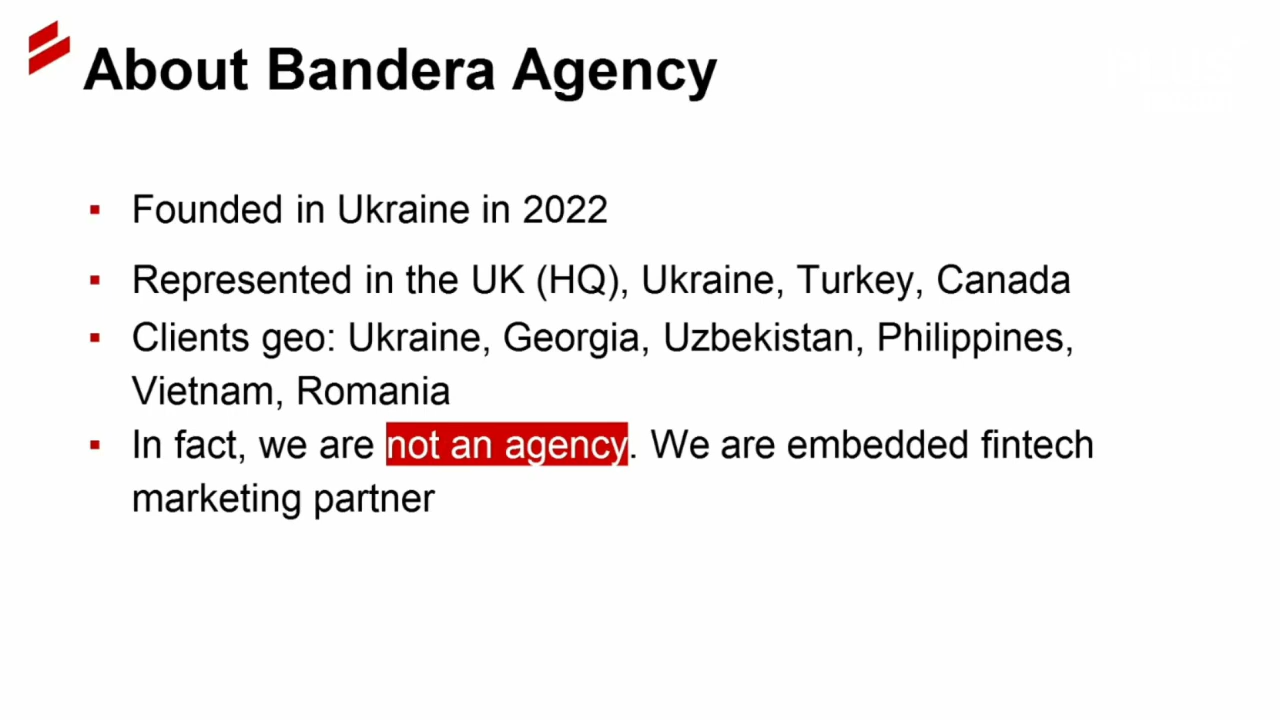 About Bandera Agency
Founded in Ukraine in 2022
Represented in the UK (HQ), Ukraine, Turkey, Canada
Clients geo: Ukraine, Georgia, Uzbekistan, Philippines,
Vietnam, Romania
In fact, we are not an agency. We are embedded fintech
marketing partner